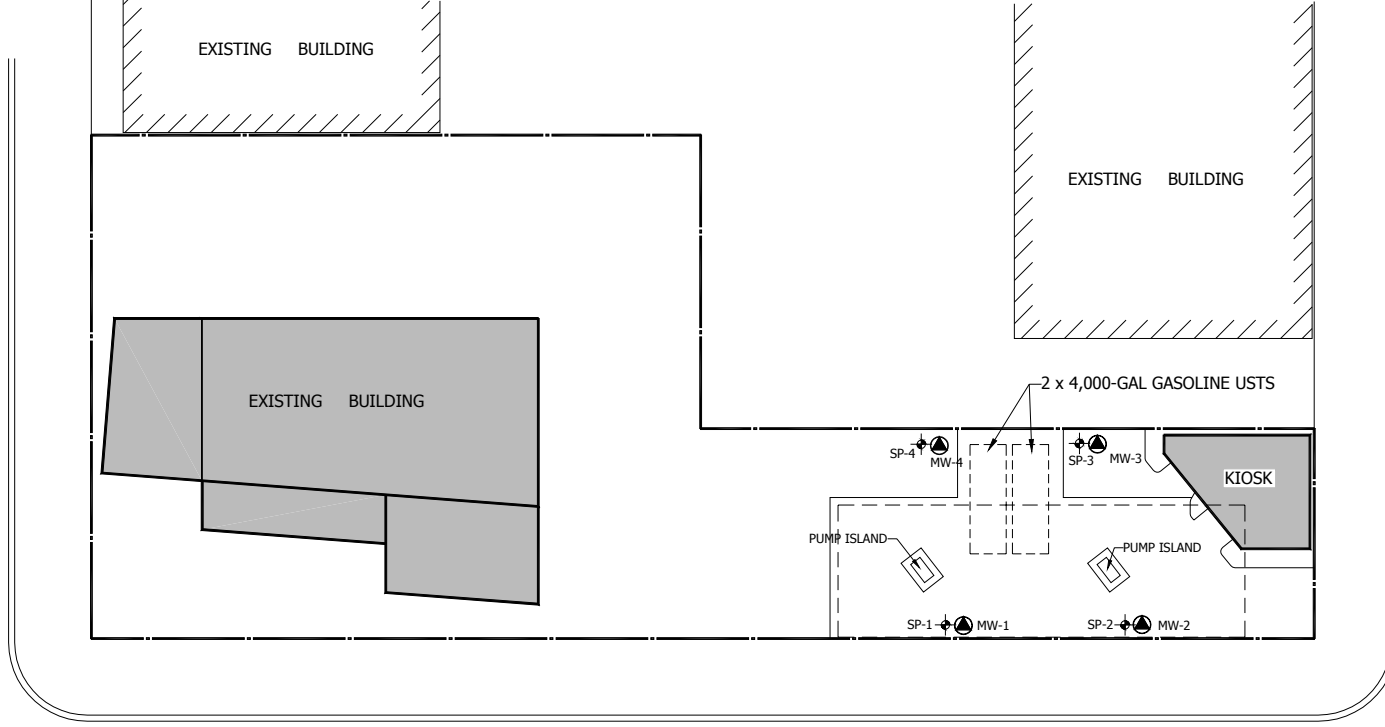 EXISTING BUILDING
EXISTING BUILDING
2 x 4,000-GAL GASOLINE USTS
EXISTING BUILDING
SP-4
MW-4
SP-3
MW-3
KIOSK
PUMP ISLAND
PUMP ISLAND
SP-1
MW-1
SP-2
MW-2